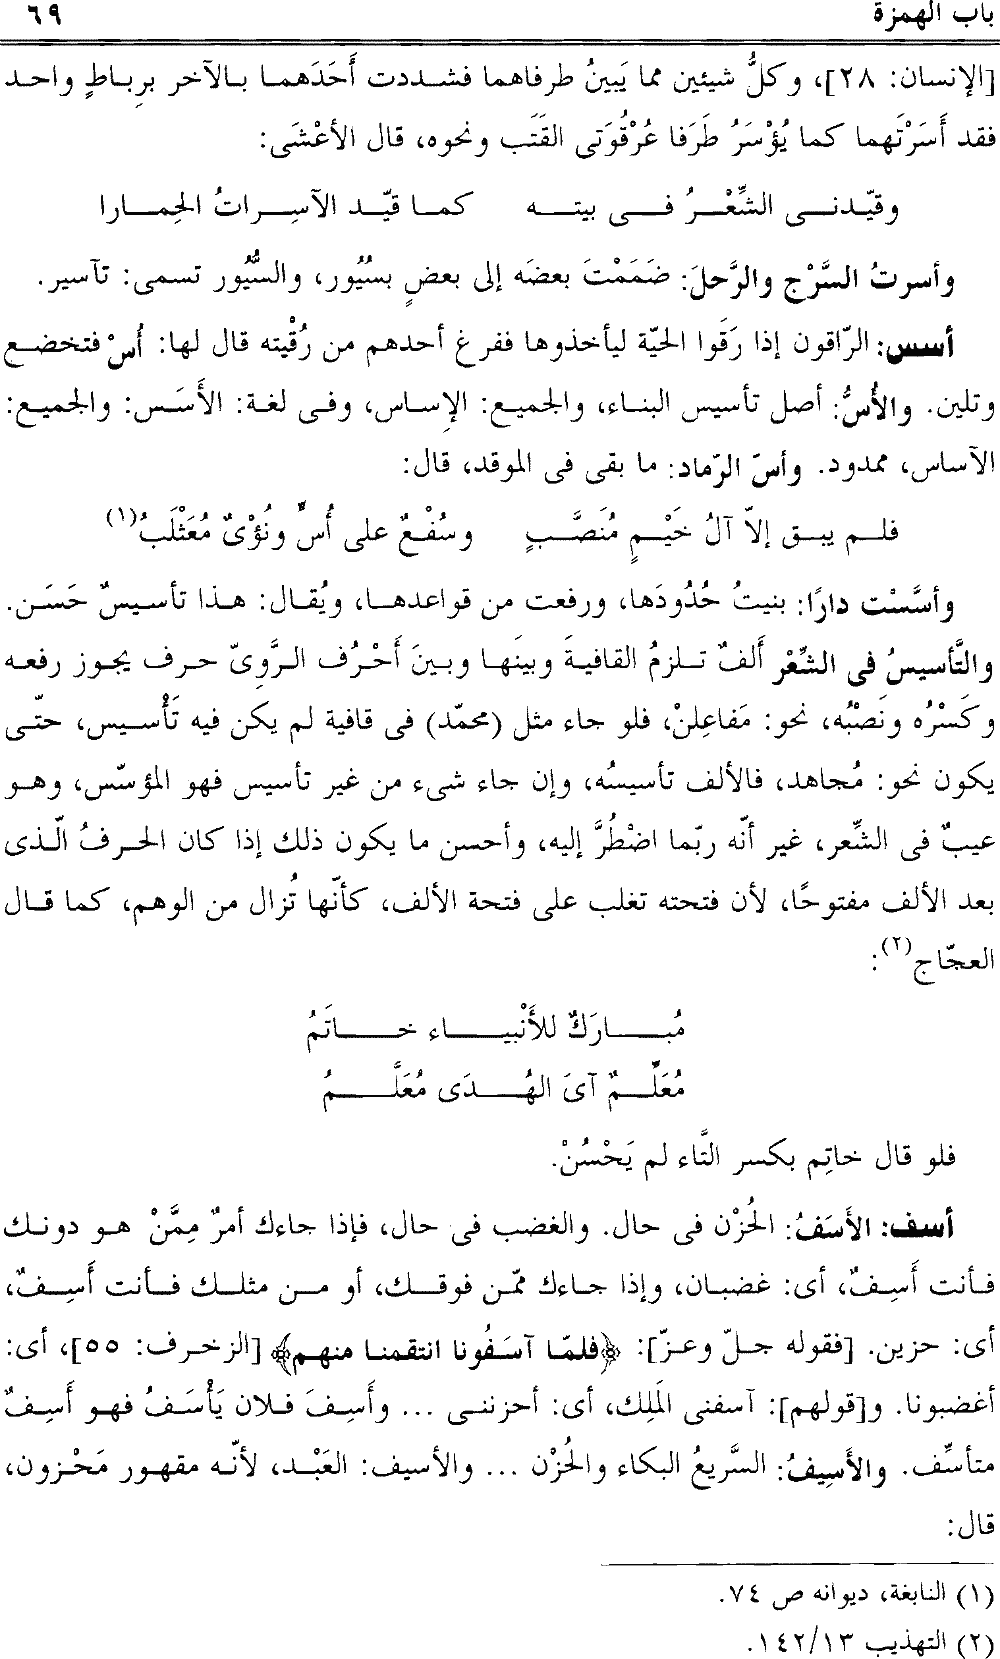 باب الهمزة ٦٩
[الإنسان: ٢٨]، وكلُّ شيئين مما يَبينُ طرفاهما فشددت أَحَدَهما بالآخر برِباطٍ واحد
فقد أَسَرْتَهما كما يُؤْسَرُ طَرَفا عُرْقُوَتى القَتَب ونحوه، قال الأعْشَى:
وقيّدنى الشِّعْرُ فى بيته كما قيّد الآسِراتُ الحِمارا
وأسرتُ السَّرْج والرَّحلَ: ضَمَمْتَ بعضَه إلى بعضٍ بسُيُور، والسُّيُور تسمى: تآسير.
أسس: الرّاقون إذا رَقَوا الحيّة ليأخذوها ففرغ أحدهم من رُقْيته قال لها: أُسْ فتخضع
وتلين. والأُسُّ: أصل تأسيس البناء، والجميع: الإساس، وفى لغة: الأَسَس: والجميع:
الآساس، ممدود. وأسّ الرّماد: ما بقى فى الموقد، قال:
فلم يبق إلاّ آلُ خَيْمٍ مُنَصَّبٍ وسُفْعٌ على أُسٍّ ونُؤْىٌ مُعَثْلَبُ(١)
وأسَّسْت دارًا: بنيتُ حُدُودَها، ورفعت من قواعدها، ويُقال: هذا تأسيسٌ حَسَن.
والتَّأسيسُ فى الشِّعْر أَلفٌ تلزمُ القافيةَ وبينَها وبينَ أَحْرُف الرَّوِىّ حرف يجوز رفعه
وكَسْرُه ونَصْبُه، نحو: مَفاعِلنْ، فلو جاء مثل (محمّد) فى قافية لم يكن فيه تَأْسيس، حتّى
يكون نحو: مُجاهد، فالألف تأسيسُه، وإن جاء شىء من غير تأسيس فهو المؤسّس، وهو
عيبٌ فى الشِّعر، غير أنّه ربّما اضْطُرَّ إليه، وأحسن ما يكون ذلك إذا كان الحرفُ الّذى
بعد الألف مفتوحًا، لأن فتحته تغلب على فتحة الألف، كأنّها تُزال من الوهم، كما قال
العجّاج(٢):
مُبارَكٌ للأَنْبياء خاتَمُ
مُعَلِّمٌ آىَ الهُدَى مُعَلَّمُ
فلو قال خاتِم بكسر التَّاء لم يَحْسُنْ.
أسف: الأَسَفُ: الحُزْن فى حال. والغضب فى حال، فإذا جاءك أمرٌ مِمَّنْ هو دونك
فأنت أَسِفٌ، أى: غضبان، وإذا جاءك ممّن فوقك، أو من مثلك فأنت أَسِفٌ،
أى: حزين. [فقوله جلّ وعزّ]: ﴿فلمّا آسَفُونا انتقمنا منهم﴾ [الزخرف: ٥٥]، أى:
أغضبونا. و[قولهم]: آسفنى المَلِك، أى: أحزننى ... وأَسِفَ فلان يَأْسَفُ فهو أَسِفٌ
متأسِّف. والأَسِيفُ: السَّريعُ البكاء والحُزْن ... والأسيف: العَبْد، لأنّه مقهور مَحْزون،
قال:
(١) النابغة، ديوانه ص ٧٤.
(٢) التهذيب ١٤٢/١٣.